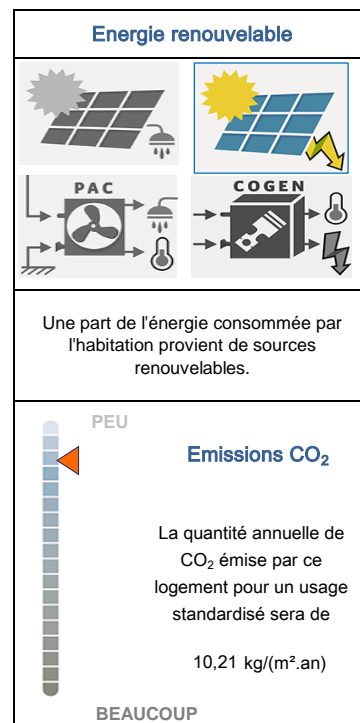 Energie renouvelable
PAC
COGEN
Une part de l'énergie consommée par
l'habitation provient de sources
renouvelables.
PEU
Emissions CO₂
La quantité annuelle de
CO₂ émise par ce
logement pour un usage
standardisé sera de
10,21 kg/(m².an)
BEAUCOUP